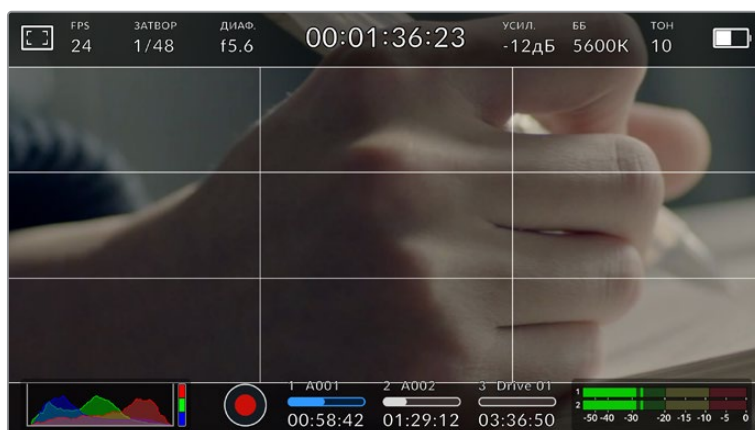 FPS ЗАТВОР ДИАФ. 00:01:36:23 УСИЛ. ББ ТОН
24 1/48 f5.6 -12дБ 5600K 10
1 A001 2 A002 3 Drive 01
00:58:42 01:29:12 03:36:50
1
2
-50 -40 -30 -20 -15 -10 -5 0